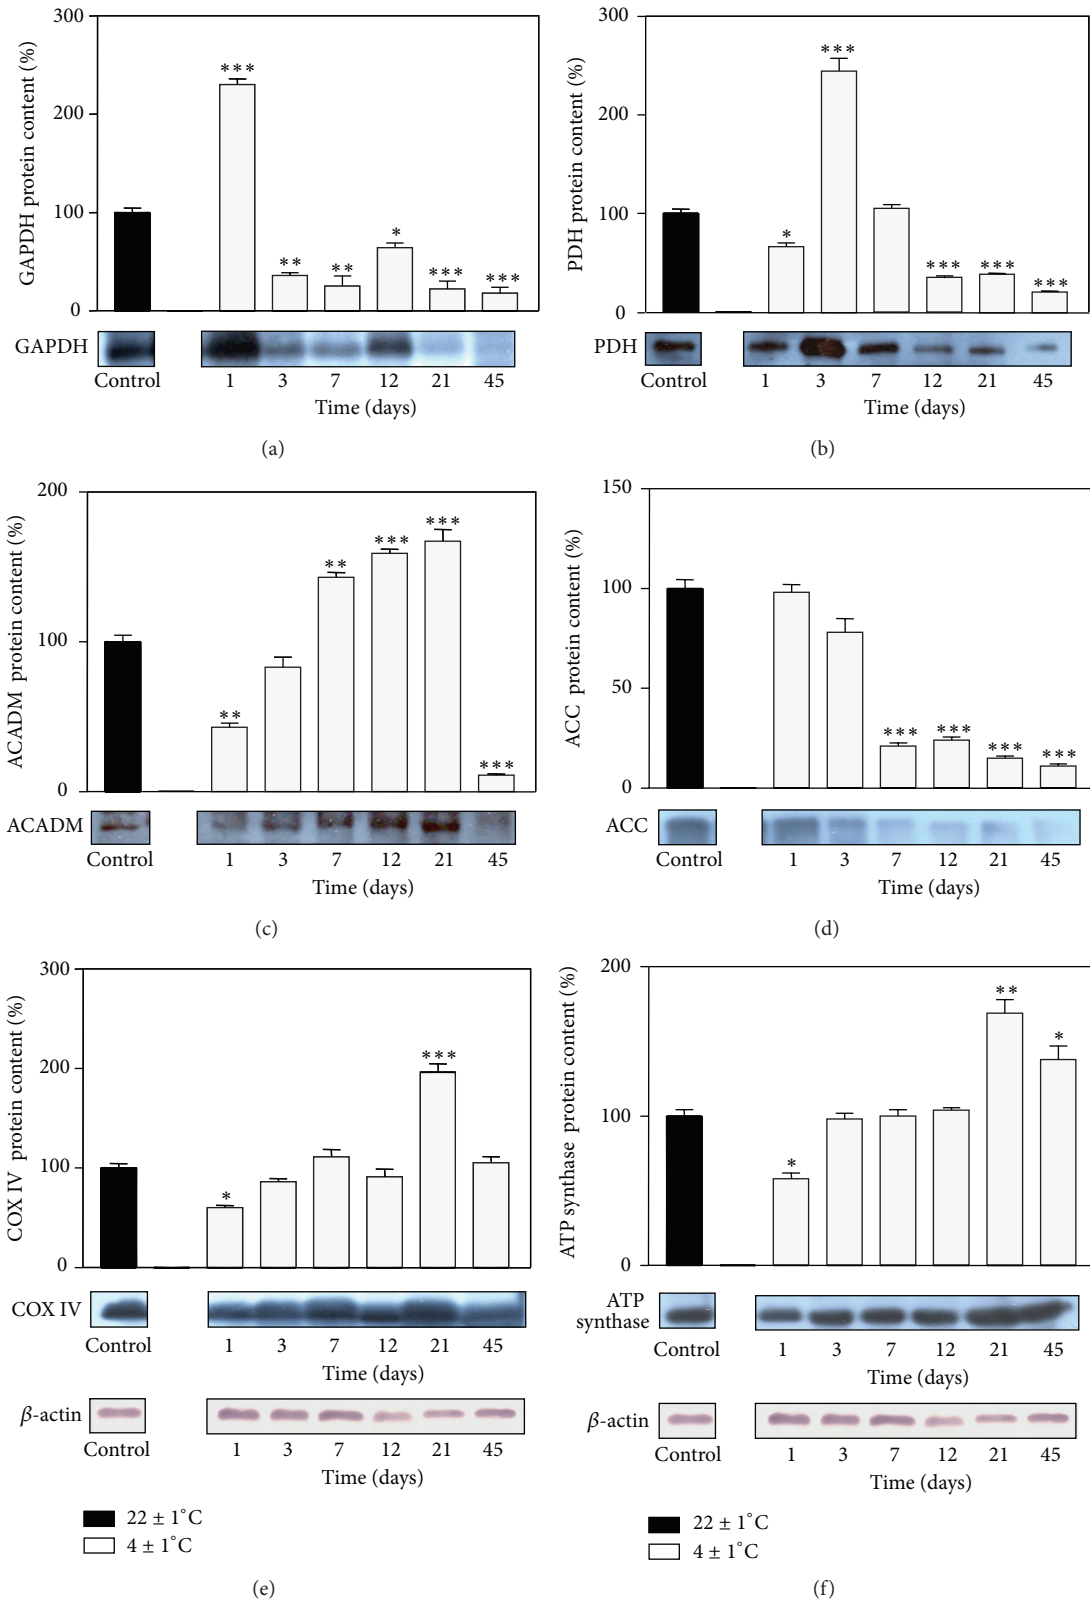 300
200
100
0
GAPDH protein content (%)
***
**
**
*
***
***
GAPDH
Control 1 3 7 12 21 45
Time (days)
(a)
300
200
100
0
PDH protein content (%)
*
***
***
***
***
PDH
Control 1 3 7 12 21 45
Time (days)
(b)
200
100
0
ACADM protein content (%)
**
**
***
***
***
ACADM
Control 1 3 7 12 21 45
Time (days)
(c)
150
100
50
0
ACC protein content (%)
***
***
***
***
ACC
Control 1 3 7 12 21 45
Time (days)
(d)
300
200
100
0
COX IV protein content (%)
*
***
COX IV
Control 1 3 7 12 21 45
Time (days)
β-actin
Control 1 3 7 12 21 45
Time (days)
22 ± 1°C
4 ± 1°C
(e)
200
100
0
ATP synthase protein content (%)
*
**
*
ATP
synthase
Control 1 3 7 12 21 45
Time (days)
β-actin
Control 1 3 7 12 21 45
Time (days)
22 ± 1°C
4 ± 1°C
(f)